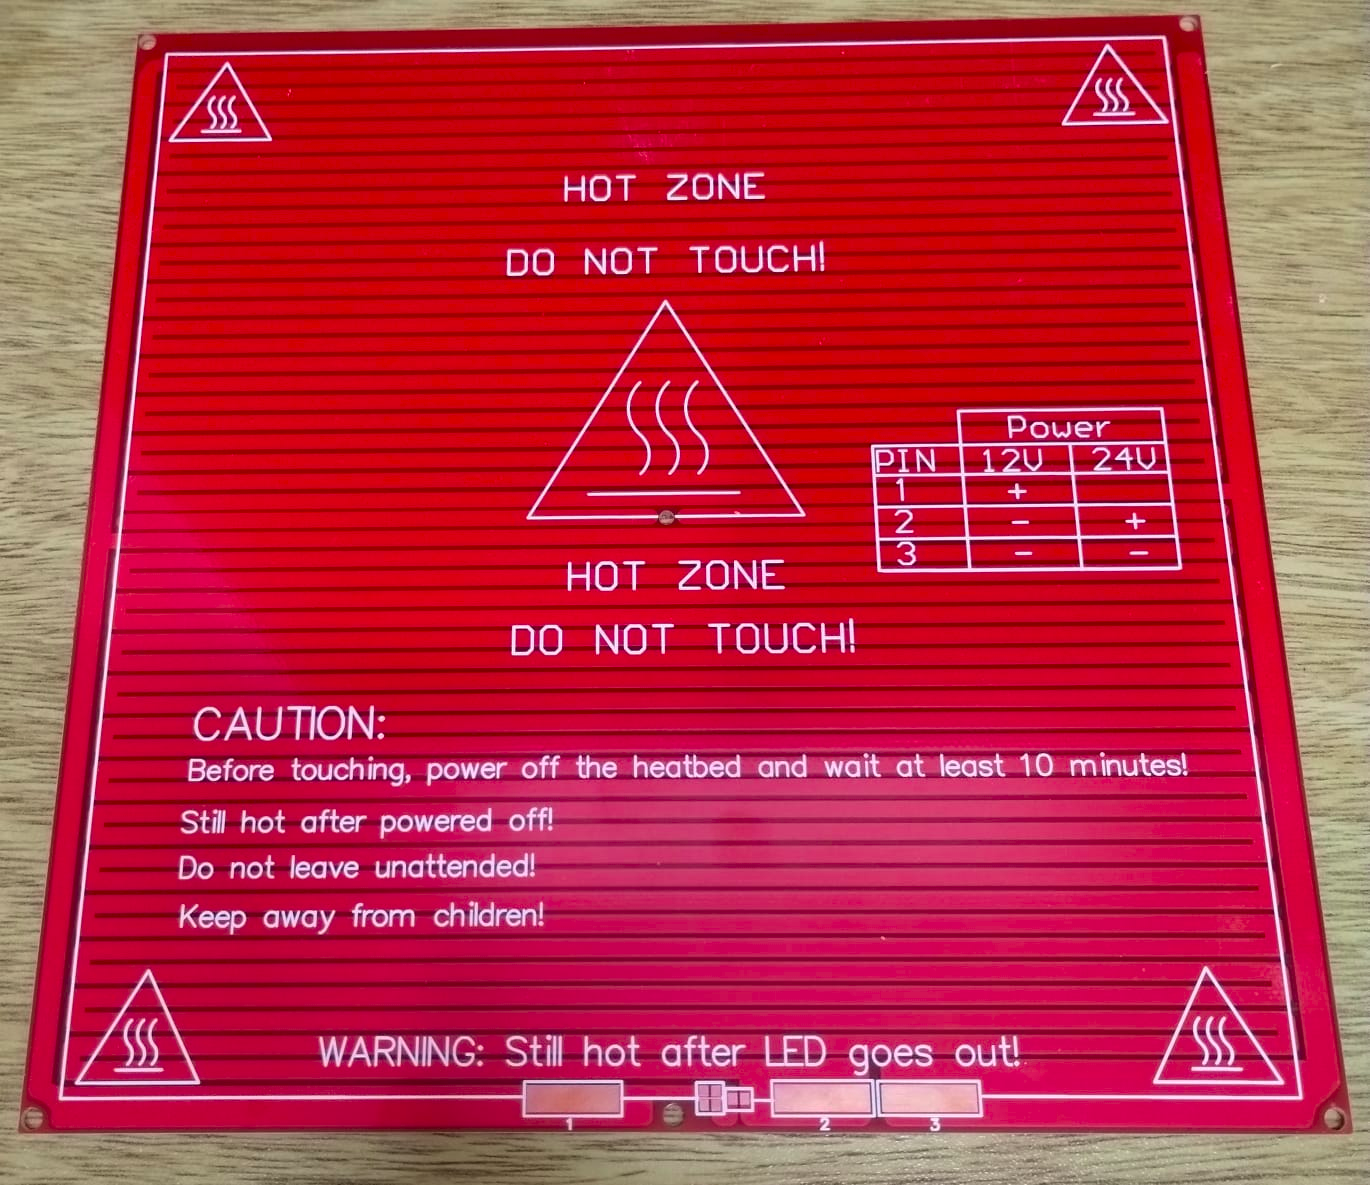 HOT ZONE
DO NOT TOUCH!
Power
PIN 12V 24V
1 +
2 - +
3 - -
HOT ZONE
DO NOT TOUCH!
CAUTION:
Before touching, power off the heatbed and wait at least 10 minutes!
Still hot after powered off!
Do not leave unattended!
Keep away from children!
WARNING: Still hot after LED goes out!
1 2 3